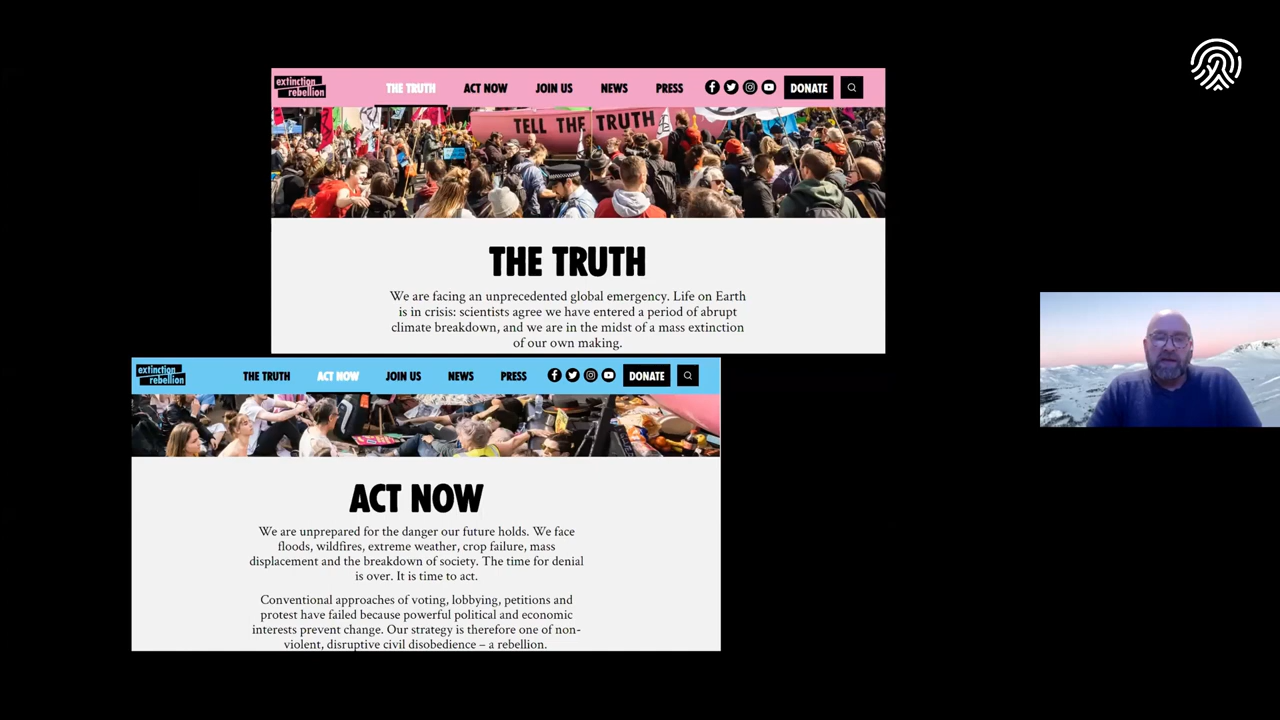 extinction
rebellion
THE TRUTH
ACT NOW
JOIN US
NEWS
PRESS
DONATE
TELL THE TRUTH
THE TRUTH
We are facing an unprecedented global emergency. Life on Earth
is in crisis: scientists agree we have entered a period of abrupt
climate breakdown, and we are in the midst of a mass extinction
of our own making.
extinction
rebellion
THE TRUTH
ACT NOW
JOIN US
NEWS
PRESS
DONATE
ACT NOW
We are unprepared for the danger our future holds. We face
floods, wildfires, extreme weather, crop failure, mass
displacement and the breakdown of society. The time for denial
is over. It is time to act.
Conventional approaches of voting, lobbying, petitions and
protest have failed because powerful political and economic
interests prevent change. Our strategy is therefore one of non-
violent, disruptive civil disobedience – a rebellion.